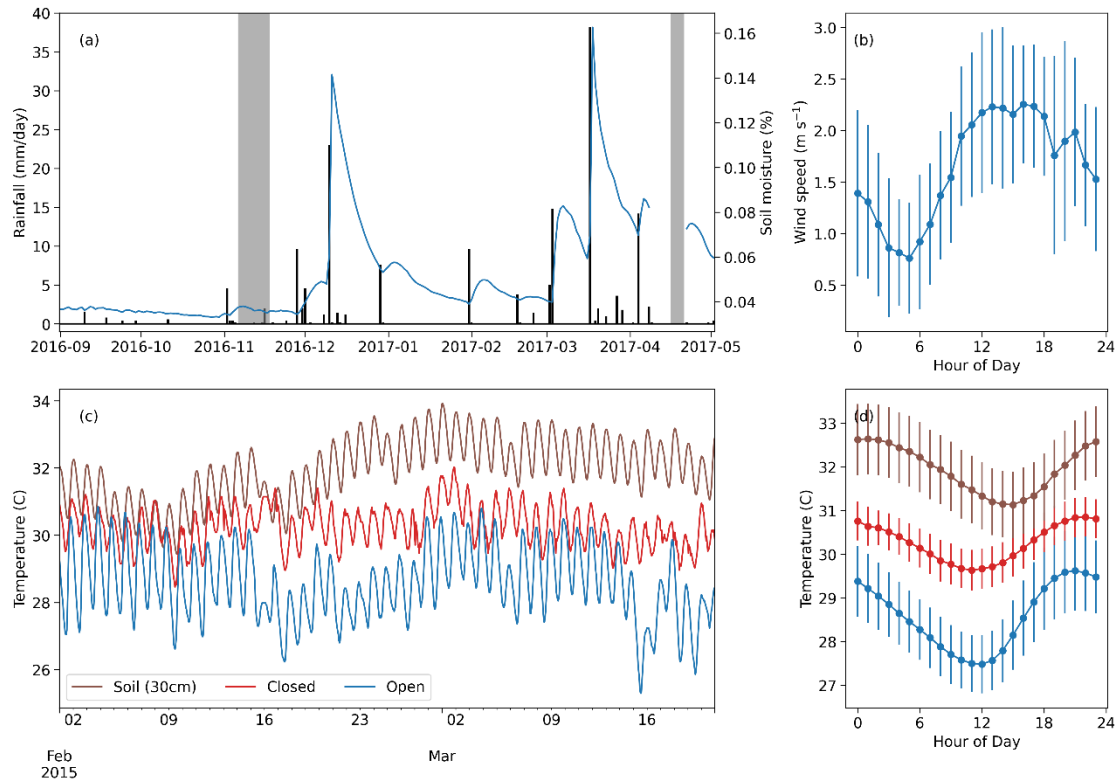 (a)
Rainfall (mm/day)
40
35
30
25
20
15
10
5
0
2016-09 2016-10 2016-11 2016-12 2017-01 2017-02 2017-03 2017-04 2017-05
0.16
0.14
0.12
0.10
0.08
0.06
0.04
Soil moisture (%)
(b)
Wind speed (m s⁻¹)
3.0
2.5
2.0
1.5
1.0
0.5
0 6 12 18 24
Hour of Day
(c)
Temperature (C)
34
32
30
28
26
Soil (30cm) Closed Open
02 09 16 23 02 09 16
Feb Mar
2015
(d)
Temperature (C)
33
32
31
30
29
28
27
0 6 12 18 24
Hour of Day